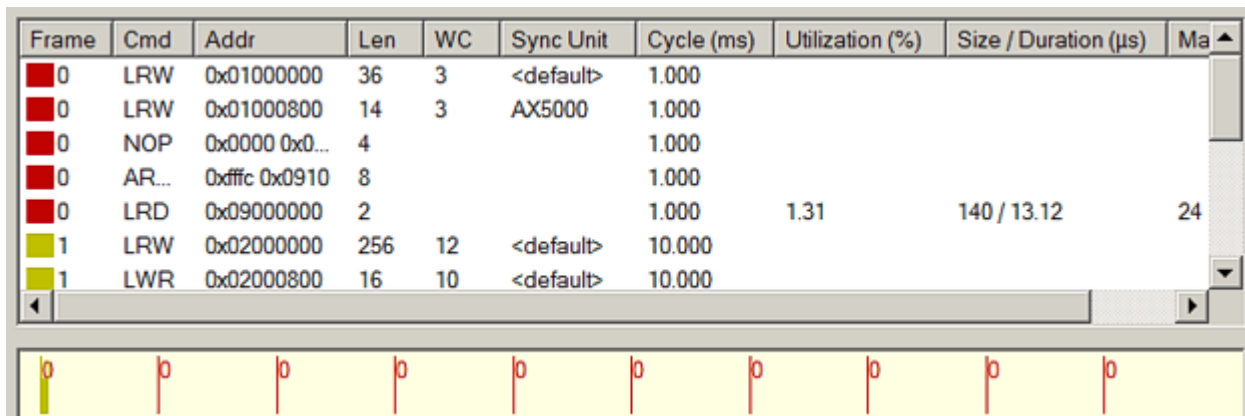 Frame Cmd Addr Len WC Sync Unit Cycle (ms) Utilization (%) Size / Duration (µs) Ma
0 LRW 0x01000000 36 3 <default> 1.000
0 LRW 0x01000800 14 3 AX5000 1.000
0 NOP 0x0000 0x0... 4 1.000
0 AR... 0xfffc 0x0910 8 1.000
0 LRD 0x09000000 2 1.000 1.31 140 / 13.12 24
1 LRW 0x02000000 256 12 <default> 10.000
1 LWR 0x02000800 16 10 <default> 10.000
0 0 0 0 0 0 0 0 0 0